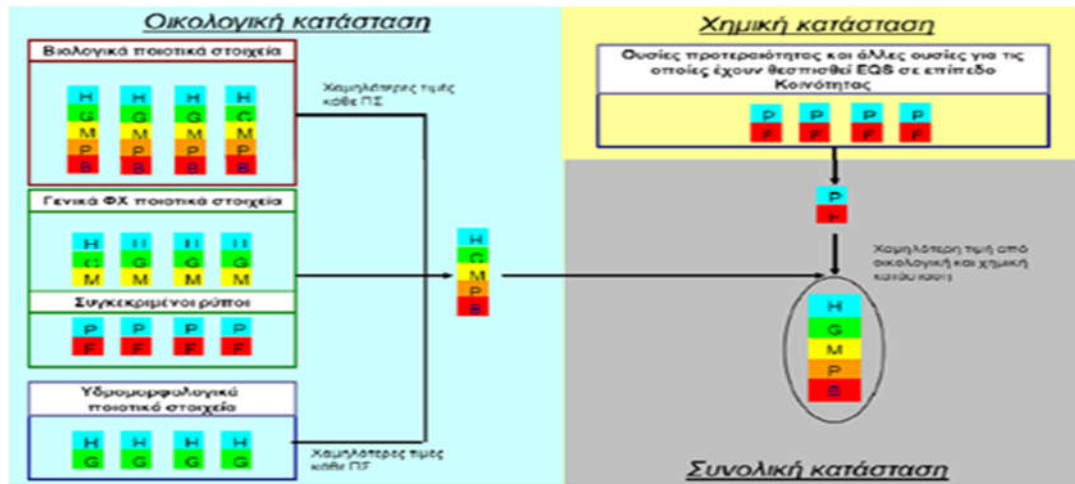 Οικολογική κατάσταση
Βιολογικά ποιοτικά στοιχεία
H H H H
G G G G
M M M M
P P P P
B B B B
Χαμηλότερες τιμές
κάθε ΠΣ
Γενικά ΦΧ ποιοτικά στοιχεία
H H H H
G G G G
M M M M
Συγκεκριμένοι ρύποι
P P P P
F F F F
Υδρομορφολογικά
ποιοτικά στοιχεία
H H H H
G G G G
Χαμηλότερες τιμές
κάθε ΠΣ
H
G
M
P
B
Χημική κατάσταση
Ουσίες προτεραιότητος και άλλες ουσίες για τις
οποίες έχουν θεσπισθεί EQS σε επίπεδο
Κοινότητας
P P P P
F F F F
P
F
Χαμηλότερη τιμή από
οικολογική και χημική
κατάσταση
H
G
M
P
B
Συνολική κατάσταση